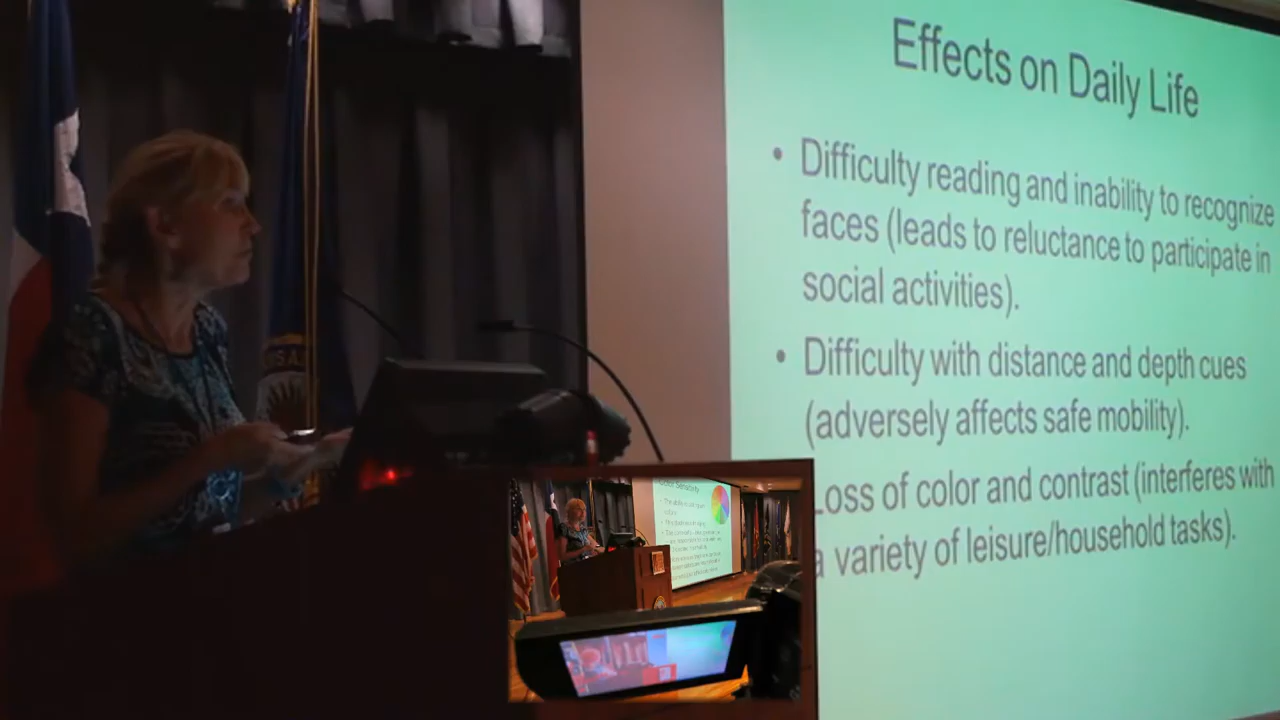 Effects on Daily Life
• Difficulty reading and inability to recognize
faces (leads to reluctance to participate in
social activities).
• Difficulty with distance and depth cues
(adversely affects safe mobility).
Loss of color and contrast (interferes with
a variety of leisure/household tasks).
Color Sensitivity